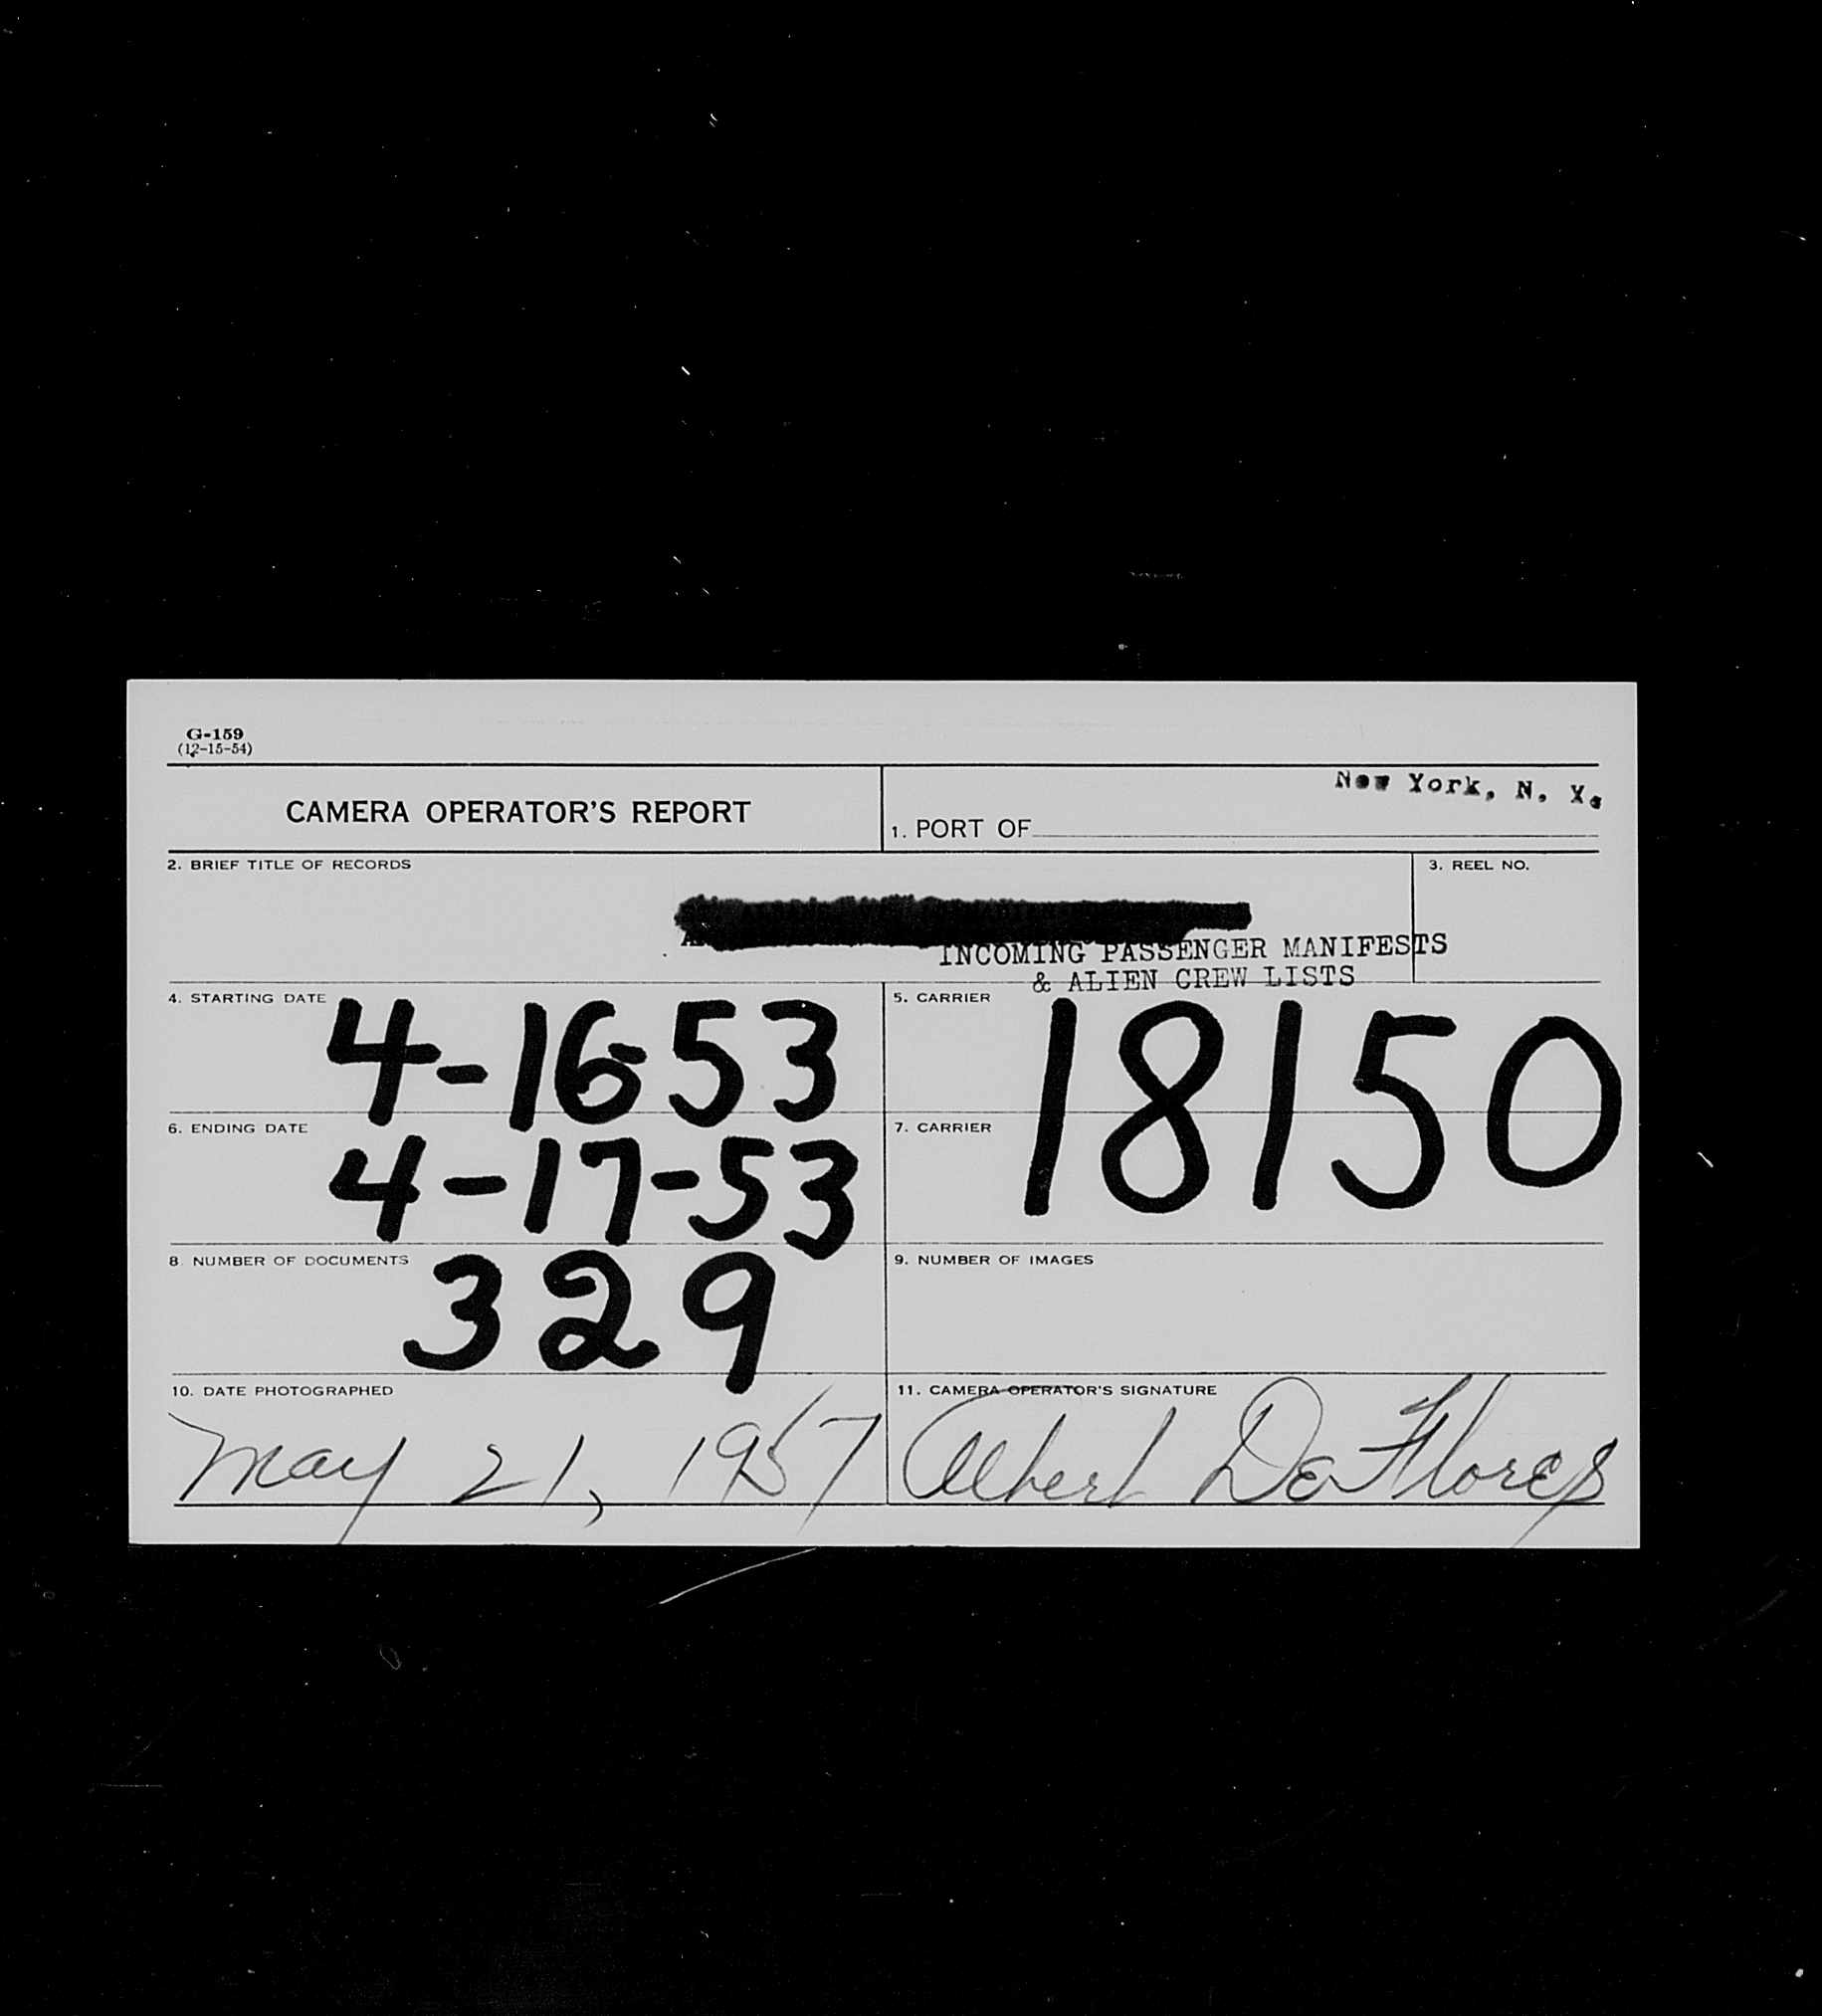 G-159
(12-15-54)
CAMERA OPERATOR'S REPORT
New York, N. Y.
1. PORT OF
2. BRIEF TITLE OF RECORDS
3. REEL NO.
INCOMING PASSENGER MANIFESTS
& ALIEN CREW LISTS
4. STARTING DATE 4-16-53
5. CARRIER 18150
6. ENDING DATE 4-17-53
7. CARRIER
8 NUMBER OF DOCUMENTS 329
9. NUMBER OF IMAGES
10. DATE PHOTOGRAPHED
May 21, 1957
11. CAMERA OPERATOR'S SIGNATURE
Albert DeFlores